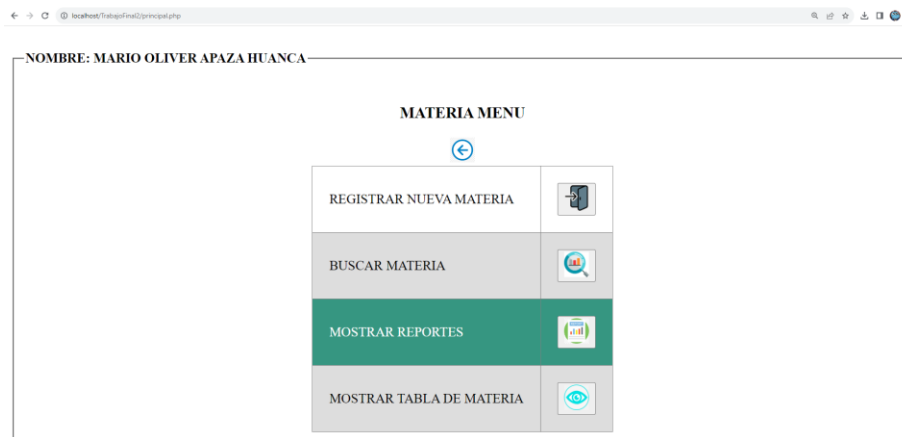 localhost/TrabajoFinal2/principal.php
NOMBRE: MARIO OLIVER APAZA HUANCA
MATERIA MENU
REGISTRAR NUEVA MATERIA
BUSCAR MATERIA
MOSTRAR REPORTES
MOSTRAR TABLA DE MATERIA